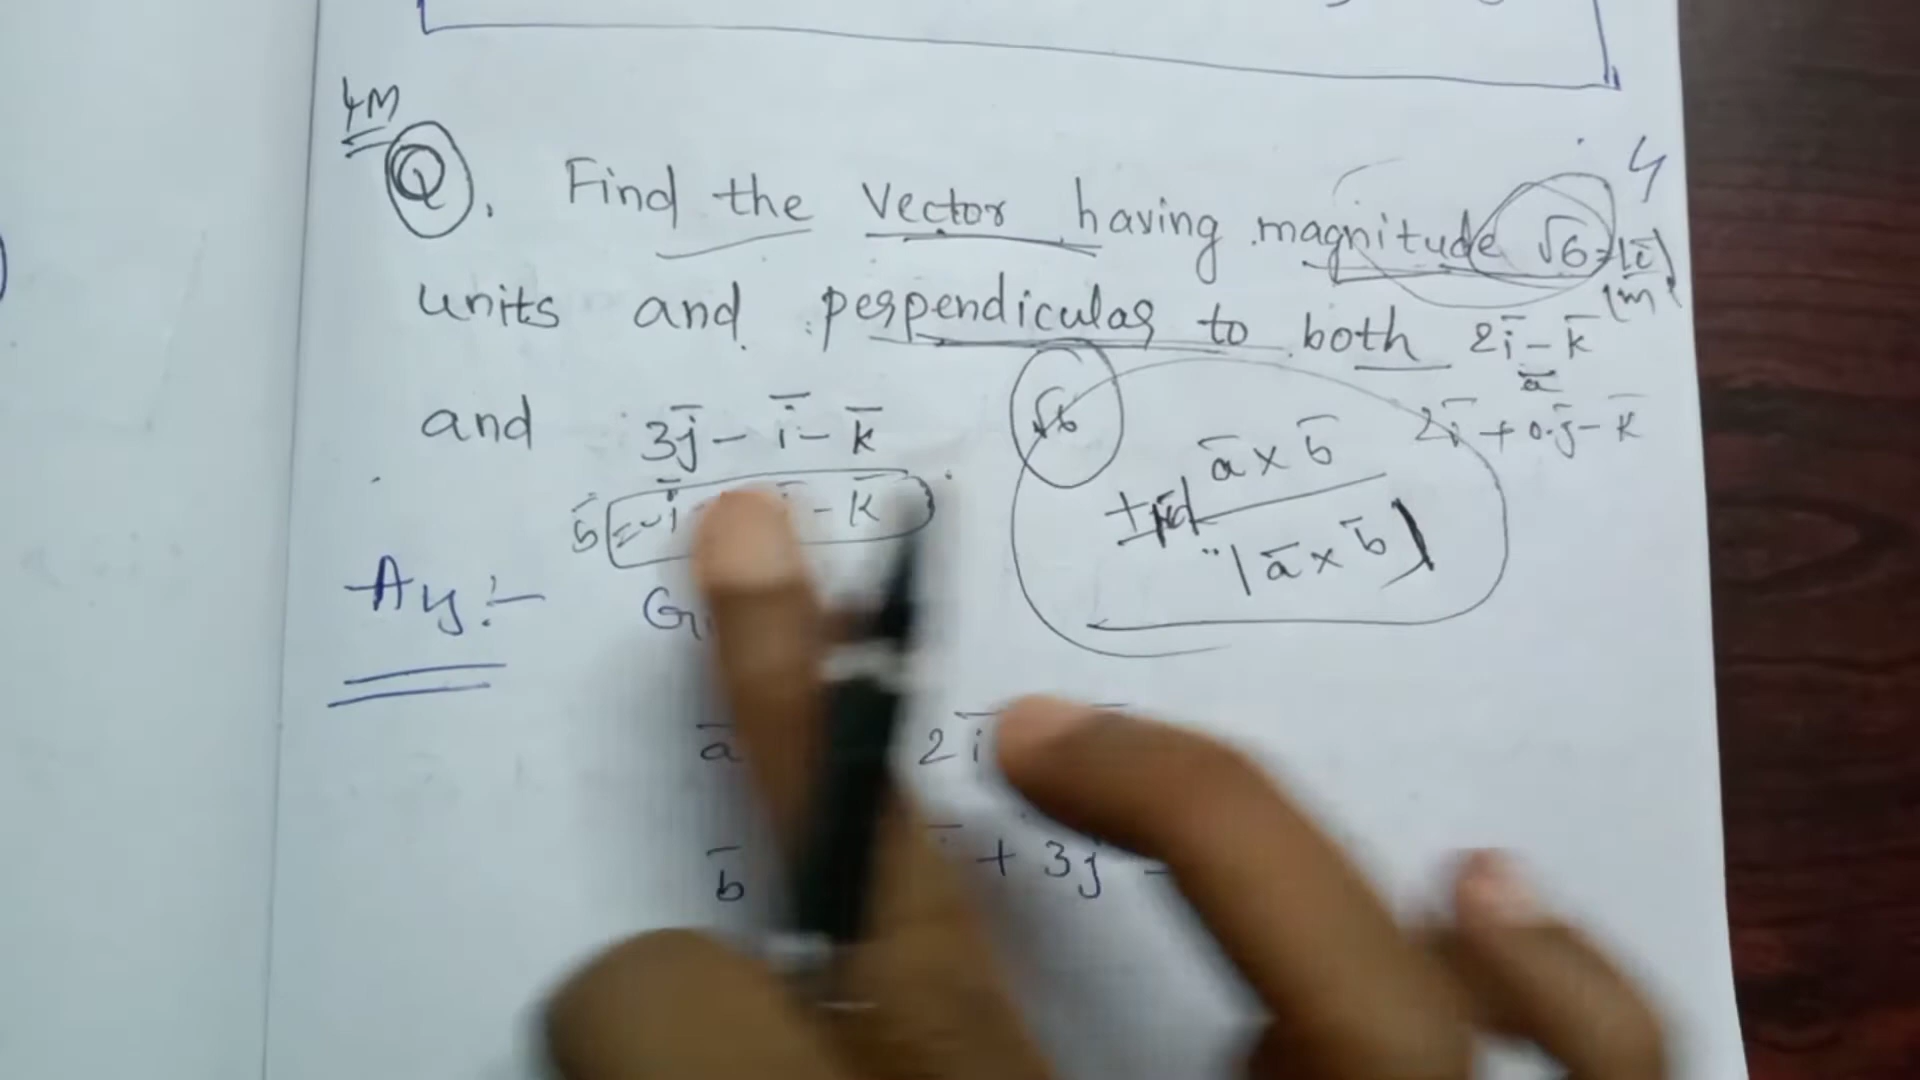 4M
Q. Find the vector having magnitude √6 = |c̄|
units and perpendicular to both 2i̅ - k̅
a̅
and 3j̅ - i̅ - k̅
√6
2i̅ + 0.j̅ - k̅
± |c̄| a̅ × b̅
|a̅ × b̅|
b̅ = - i̅ - k̅
a̅ 2i̅
b̅ + 3j -